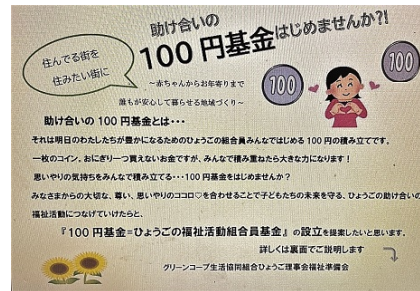 助け合いの
100円基金はじめませんか?!
住んでる街を
住みたい街に
100
100
～赤ちゃんからお年寄りまで
誰もが安心して暮らせる地域づくり～
助け合いの 100 円基金とは・・・
それは明日のわたしたちが豊かになるためのひょうごの組合員みんなではじめる 100 円の積み立てです。
一枚のコイン。おにぎり一つ買えないお金ですが、みんなで積み重ねたら大きな力になります！
思いやりの気持ちをみんなで積み立てる・・・100 円基金をはじめませんか？
みなさまからの大切な、尊い、思いやりのココロ♡を合わせることで子どもたちの未来を守る、ひょうごの助け合いの
福祉活動につなげていけたらと、
『100 円基金=ひょうごの福祉活動組合員基金』の設立を提案したいと思います。
詳しくは裏面でご説明します
グリーンコープ生活協同組合ひょうご理事会福祉準備会